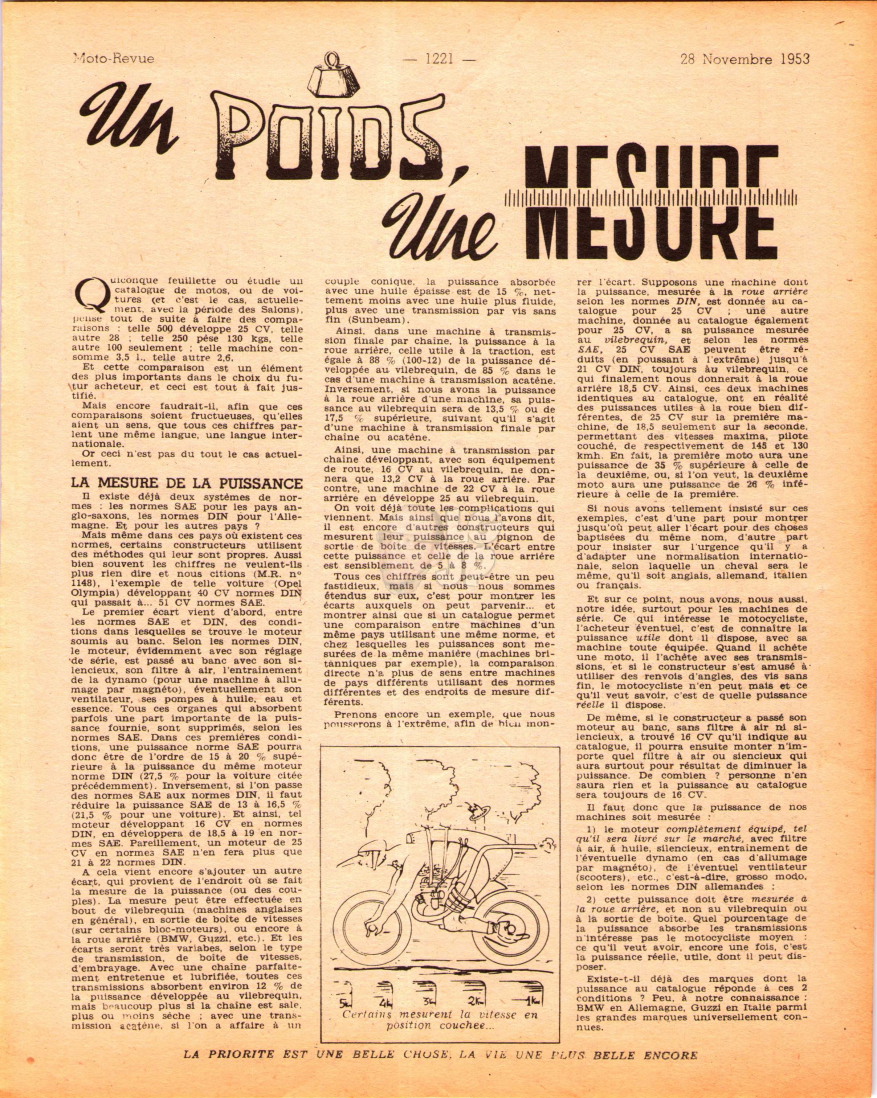 Moto-Revue
— 1221 —
28 Novembre 1953
Un POIDS,
Une MESURE
Quiconque feuillette ou étudie un
catalogue de motos, ou de voi-
tures (et c'est le cas, actuelle-
ment, avec la période des Salons),
pense tout de suite à faire des compa-
raisons : telle 500 développe 25 CV, telle
autre 28 ; telle 250 pèse 130 kgs, telle
autre 100 seulement ; telle machine con-
somme 3,5 l., telle autre 2,6.
Et cette comparaison est un élément
des plus importants dans le choix du fu-
tur acheteur, et ceci est tout à fait jus-
tifié.
Mais encore faudrait-il, afin que ces
comparaisons soient fructueuses, qu'elles
aient un sens, que tous ces chiffres par-
lent une même langue, une langue inter-
nationale.
Or ceci n'est pas du tout le cas actuel-
lement.
LA MESURE DE LA PUISSANCE
Il existe déjà deux systèmes de nor-
mes : les normes SAE pour les pays an-
glo-saxons, les normes DIN pour l'Alle-
magne. Et pour les autres pays ?
Mais même dans ces pays où existent ces
normes, certains constructeurs utilisent
des méthodes qui leur sont propres. Aussi
bien souvent les chiffres ne veulent-ils
plus rien dire et nous citions (M.R. n°
1148), l'exemple de telle voiture (Opel
Olympia) développant 40 CV normes DIN
qui passait à... 51 CV normes SAE.
Le premier écart vient d'abord, entre
les normes SAE et DIN, des condi-
tions dans lesquelles se trouve le moteur
soumis au banc. Selon les normes DIN,
le moteur, évidemment avec son réglage
de série, est passé au banc avec son si-
lencieux, son filtre à air, l'entrainement
de la dynamo (pour une machine à allu-
mage par magnéto), éventuellement son
ventilateur, ses pompes à huile, eau et
essence. Tous ces organes qui absorbent
parfois une part importante de la puis-
sance fournie, sont supprimés, selon les
normes SAE. Dans ces premières condi-
tions, une puissance norme SAE pourra
donc être de l'ordre de 15 à 20 % supé-
rieure à la puissance du même moteur
norme DIN (27,5 % pour la voiture citée
précédemment). Inversement, si l'on passe
des normes SAE aux normes DIN, il faut
réduire la puissance SAE de 13 à 16,5 %
(21,5 % pour une voiture). Et ainsi, tel
moteur développant 16 CV en normes
DIN, en développera de 18,5 à 19 en nor-
mes SAE. Pareillement, un moteur de 25
CV en normes SAE n'en fera plus que
21 à 22 normes DIN.
A cela vient encore s'ajouter un autre
écart, qui provient de l'endroit où se fait
la mesure de la puissance (ou des cou-
ples). La mesure peut être effectuée en
bout de vilebrequin (machines anglaises
en général), en sortie de boite de vitesses
(sur certains bloc-moteurs), ou encore à
la roue arrière (BMW, Guzzi, etc.). Et les
écarts seront très variabes, selon le type
de transmission, de boite de vitesses,
d'embrayage. Avec une chaine parfaite-
ment entretenue et lubrifiée, toutes ces
transmissions absorbent environ 12 % de
la puissance développée au vilebrequin,
mais beaucoup plus si la chaine est sale,
plus ou moins sèche ; avec une trans-
mission acatène, si l'on a affaire à un
couple conique, la puissance absorbée
avec une huile épaisse est de 15 %, net-
tement moins avec une huile plus fluide,
plus avec une transmission par vis sans
fin (Sunbeam).
Ainsi, dans une machine à transmis-
sion finale par chaine, la puissance à la
roue arrière, celle utile à la traction, est
égale à 88 % (100-12) de la puissance dé-
veloppée au vilebrequin, de 85 % dans le
cas d'une machine à transmission acatène.
Inversement, si nous avons la puissance
à la roue arrière d'une machine, sa puis-
sance au vilebrequin sera de 13,5 % ou de
17,5 % supérieure, suivant qu'il s'agit
d'une machine à transmission finale par
chaine ou acatène.
Ainsi, une machine à transmission par
chaine développant, avec son équipement
de route, 16 CV au vilebrequin, ne don-
nera que 13,2 CV à la roue arrière. Par
contre, une machine de 22 CV à la roue
arrière en développe 25 au vilebrequin.
On voit déjà toutes les complications qui
viennent. Mais ainsi que nous l'avons dit,
il est encore d'autres constructeurs qui
mesurent leur puissance au pignon de
sortie de boite de vitesses. L'écart entre
cette puissance et celle de la roue arrière
est sensiblement de 5 à 8 %.
Tous ces chiffres sont peut-être un peu
fastidieux, mais si nous nous sommes
étendus sur eux, c'est pour montrer les
écarts auxquels on peut parvenir... et
montrer ainsi que si un catalogue permet
une comparaison entre machines d'un
même pays utilisant une même norme, et
chez lesquelles les puissances sont me-
surées de la même manière (machines bri-
tanniques par exemple), la comparaison
directe n'a plus de sens entre machines
de pays différents utilisant des normes
différentes et des endroits de mesure dif-
férents.
Prenons encore un exemple, que nous
pousserons à l'extrême, afin de bien mon-
5km 4km 3km 2km 1km
Certains mesurent la vitesse en
position couchée...
rer l'écart. Supposons une machine dont
la puissance, mesurée à la roue arrière
selon les normes DIN, est donnée au ca-
talogue pour 25 CV ; une autre
machine, donnée au catalogue également
pour 25 CV, a sa puissance mesurée
au vilebrequin, et selon les normes
SAE, 25 CV SAE peuvent être ré-
duits (en poussant à l'extrême) jusqu'à
21 CV DIN, toujours au vilebrequin, ce
qui finalement nous donnerait à la roue
arrière 18,5 CV. Ainsi, ces deux machines
identiques au catalogue, ont en réalité
des puissances utiles à la roue bien dif-
férentes, de 25 CV sur la première ma-
chine, de 18,5 seulement sur la seconde,
permettant des vitesses maxima, pilote
couché, de respectivement de 145 et 130
kmh. En fait, la première moto aura une
puissance de 35 % supérieure à celle de
la deuxième, ou, si l'on veut, la deuxième
moto aura une puissance de 26 % infé-
rieure à celle de la première.
Si nous avons tellement insisté sur ces
exemples, c'est d'une part pour montrer
jusqu'où peut aller l'écart pour des choses
baptisées du même nom, d'autre part
pour insister sur l'urgence qu'il y a
d'adapter une normalisation internatio-
nale, selon laquelle un cheval sera le
même, qu'il soit anglais, allemand, italien
ou français.
Et sur ce point, nous avons, nous aussi,
notre idée, surtout pour les machines de
série. Ce qui intéresse le motocycliste,
l'acheteur éventuel, c'est de connaître la
puissance utile dont il dispose, avec sa
machine toute équipée. Quand il achète
une moto, il l'achète avec ses transmis-
sions, et si le constructeur s'est amusé à
utiliser des renvois d'angles, des vis sans
fin, le motocycliste n'en peut mais et ce
qu'il veut savoir, c'est de quelle puissance
réelle il dispose.
De même, si le constructeur a passé son
moteur au banc, sans filtre à air ni si-
lencieux, a trouvé 16 CV qu'il indique au
catalogue, il pourra ensuite monter n'im-
porte quel filtre à air ou siencieux qui
aura surtout pour résultat de diminuer la
puissance. De combien ? personne n'en
saura rien et la puissance au catalogue
sera toujours de 16 CV.
Il faut donc que la puissance de nos
machines soit mesurée :
1) le moteur complètement équipé, tel
qu'il sera livré sur le marché, avec filtre
à air, à huile, silencieux, entrainement de
l'éventuelle dynamo (en cas d'allumage
par magnéto), de l'éventuel ventilateur
(scooters), etc., c'est-à-dire, grosso modo,
selon les normes DIN allemandes ;
2) cette puissance doit être mesurée à
la roue arrière, et non au vilebrequin ou
à la sortie de boite. Quel pourcentage de
la puissance absorbe les transmissions
n'intéresse pas le motocycliste moyen :
ce qu'il veut avoir, encore une fois, c'est
la puissance réelle, utile, dont il peut dis-
poser.
Existe-t-il déjà des marques dont la
puissance au catalogue réponde à ces 2
conditions ? Peu, à notre connaissance :
BMW en Allemagne, Guzzi en Italie parmi
les grandes marques universellement con-
nues.
LA PRIORITE EST UNE BELLE CHOSE, LA VIE UNE PLUS BELLE ENCORE